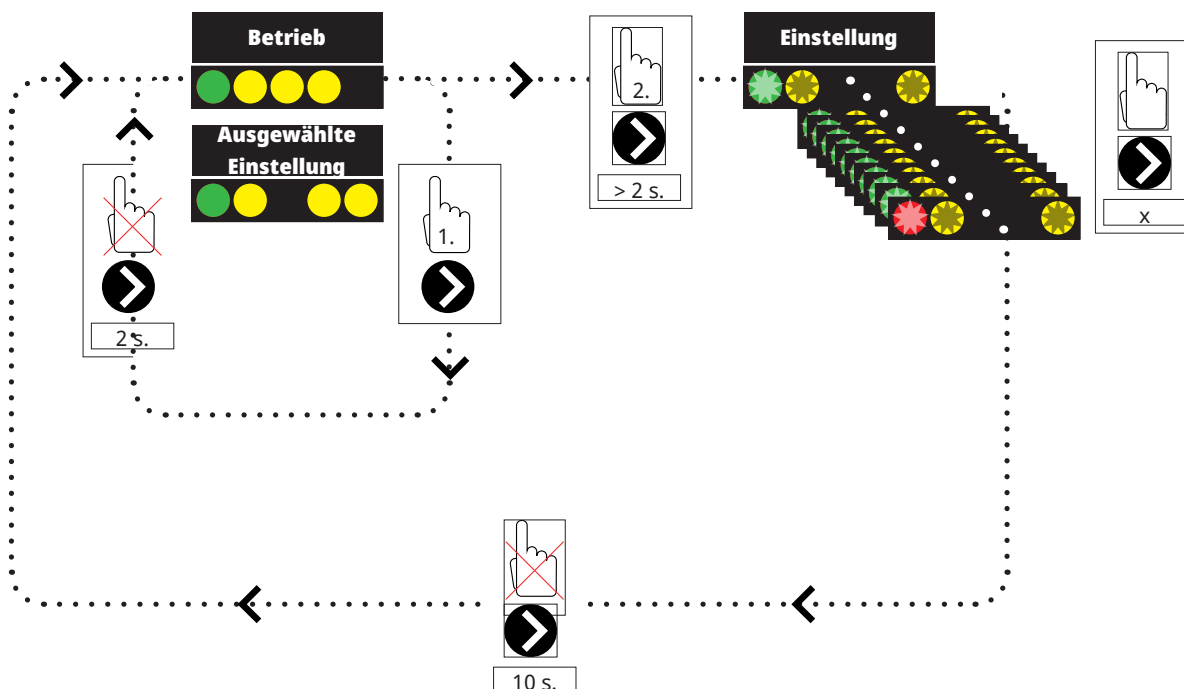 Betrieb
Ausgewählte
Einstellung
2 s.
1.
2.
> 2 s.
Einstellung
x
10 s.